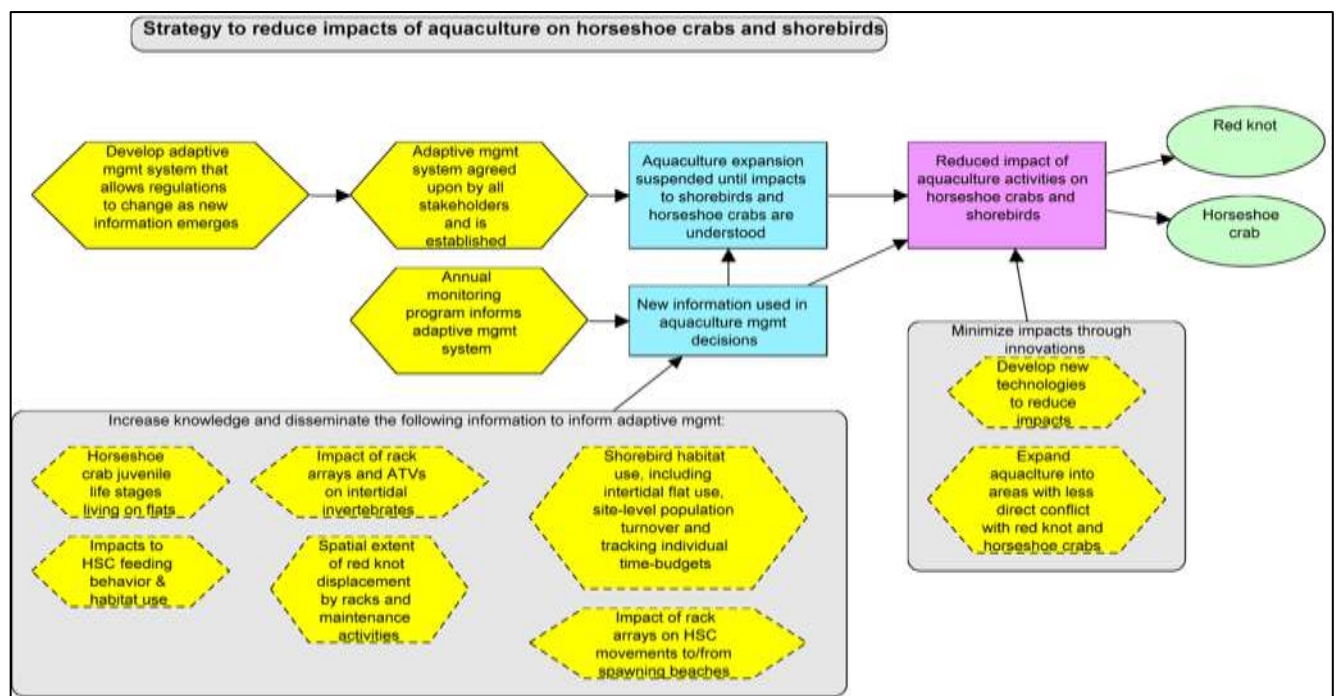 Strategy to reduce impacts of aquaculture on horseshoe crabs and shorebirds
Develop adaptive
mgmt system that
allows regulations
to change as new
information emerges
Adaptive mgmt
system agreed
upon by all
stakeholders
and is
established
Aquaculture expansion
suspended until impacts
to shorebirds and
horseshoe crabs are
understood
Reduced impact of
aquaculture activities on
horseshoe crabs and
shorebirds
Red knot
Horseshoe
crab
Annual
monitoring
program informs
adaptive mgmt
system
New information used in
aquaculture mgmt
decisions
Minimize impacts through
innovations
Develop new
technologies
to reduce
impacts
Expand
aquaclture into
areas with less
direct conflict
with red knot and
horseshoe crabs
Increase knowledge and disseminate the following information to inform adaptive mgmt:
Horseshoe
crab juvenile
life stages
living on flats
Impact of rack
arrays and ATVs
on intertidal
invertebrates
Shorebird habitat
use, including
intertidal flat use,
site-level population
turnover and
tracking individual
time-budgets
Impacts to
HSC feeding
behavior &
habitat use
Spatial extent
of red knot
displacement
by racks and
maintenance
activities
Impact of rack
arrays on HSC
movements to/from
spawning beaches